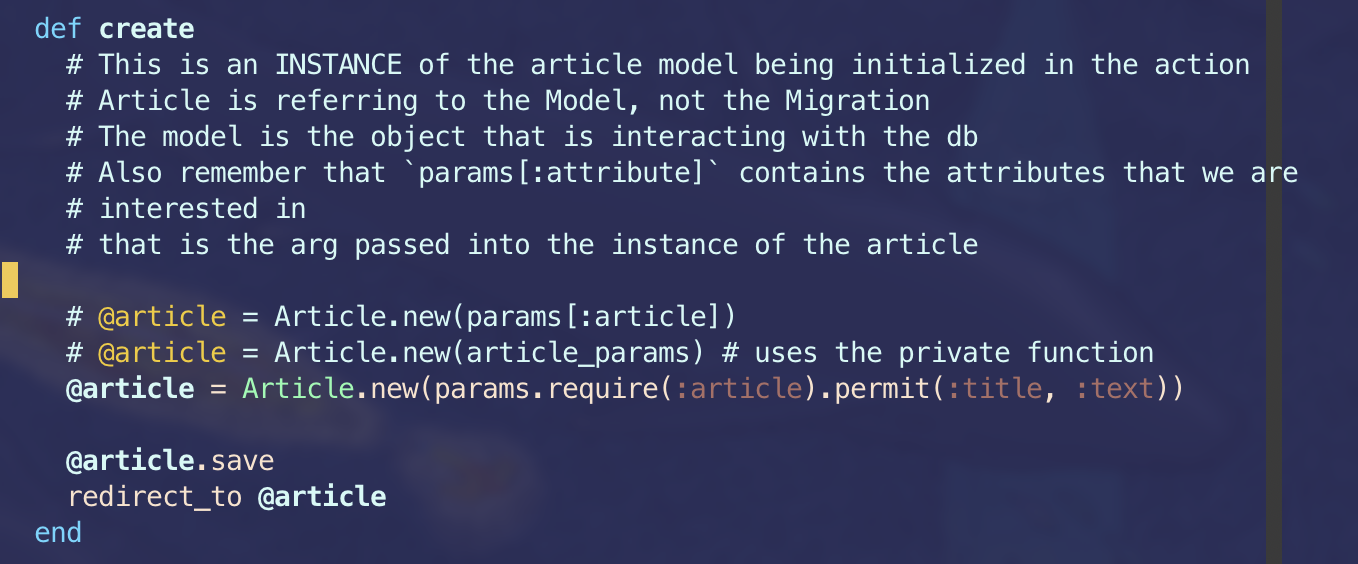 def create
# This is an INSTANCE of the article model being initialized in the action
# Article is referring to the Model, not the Migration
# The model is the object that is interacting with the db
# Also remember that `params[:attribute]` contains the attributes that we are
# interested in
# that is the arg passed into the instance of the article
# @article = Article.new(params[:article])
# @article = Article.new(article_params) # uses the private function
@article = Article.new(params.require(:article).permit(:title, :text))
@article.save
redirect_to @article
end